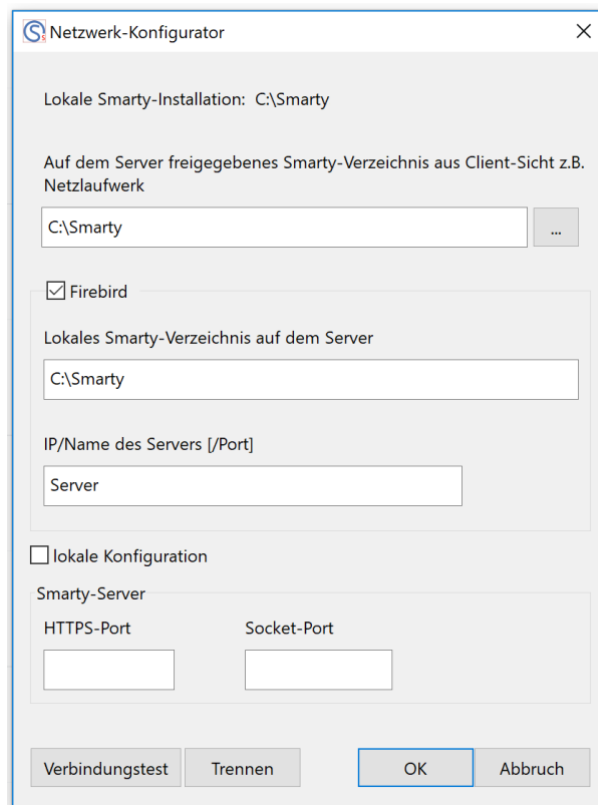 Netzwerk-Konfigurator
Lokale Smarty-Installation: C:\Smarty
Auf dem Server freigegebenes Smarty-Verzeichnis aus Client-Sicht z.B.
Netzlaufwerk
C:\Smarty
...
Firebird
Lokales Smarty-Verzeichnis auf dem Server
C:\Smarty
IP/Name des Servers [/Port]
Server
lokale Konfiguration
Smarty-Server
HTTPS-Port Socket-Port
Verbindungstest Trennen OK Abbruch